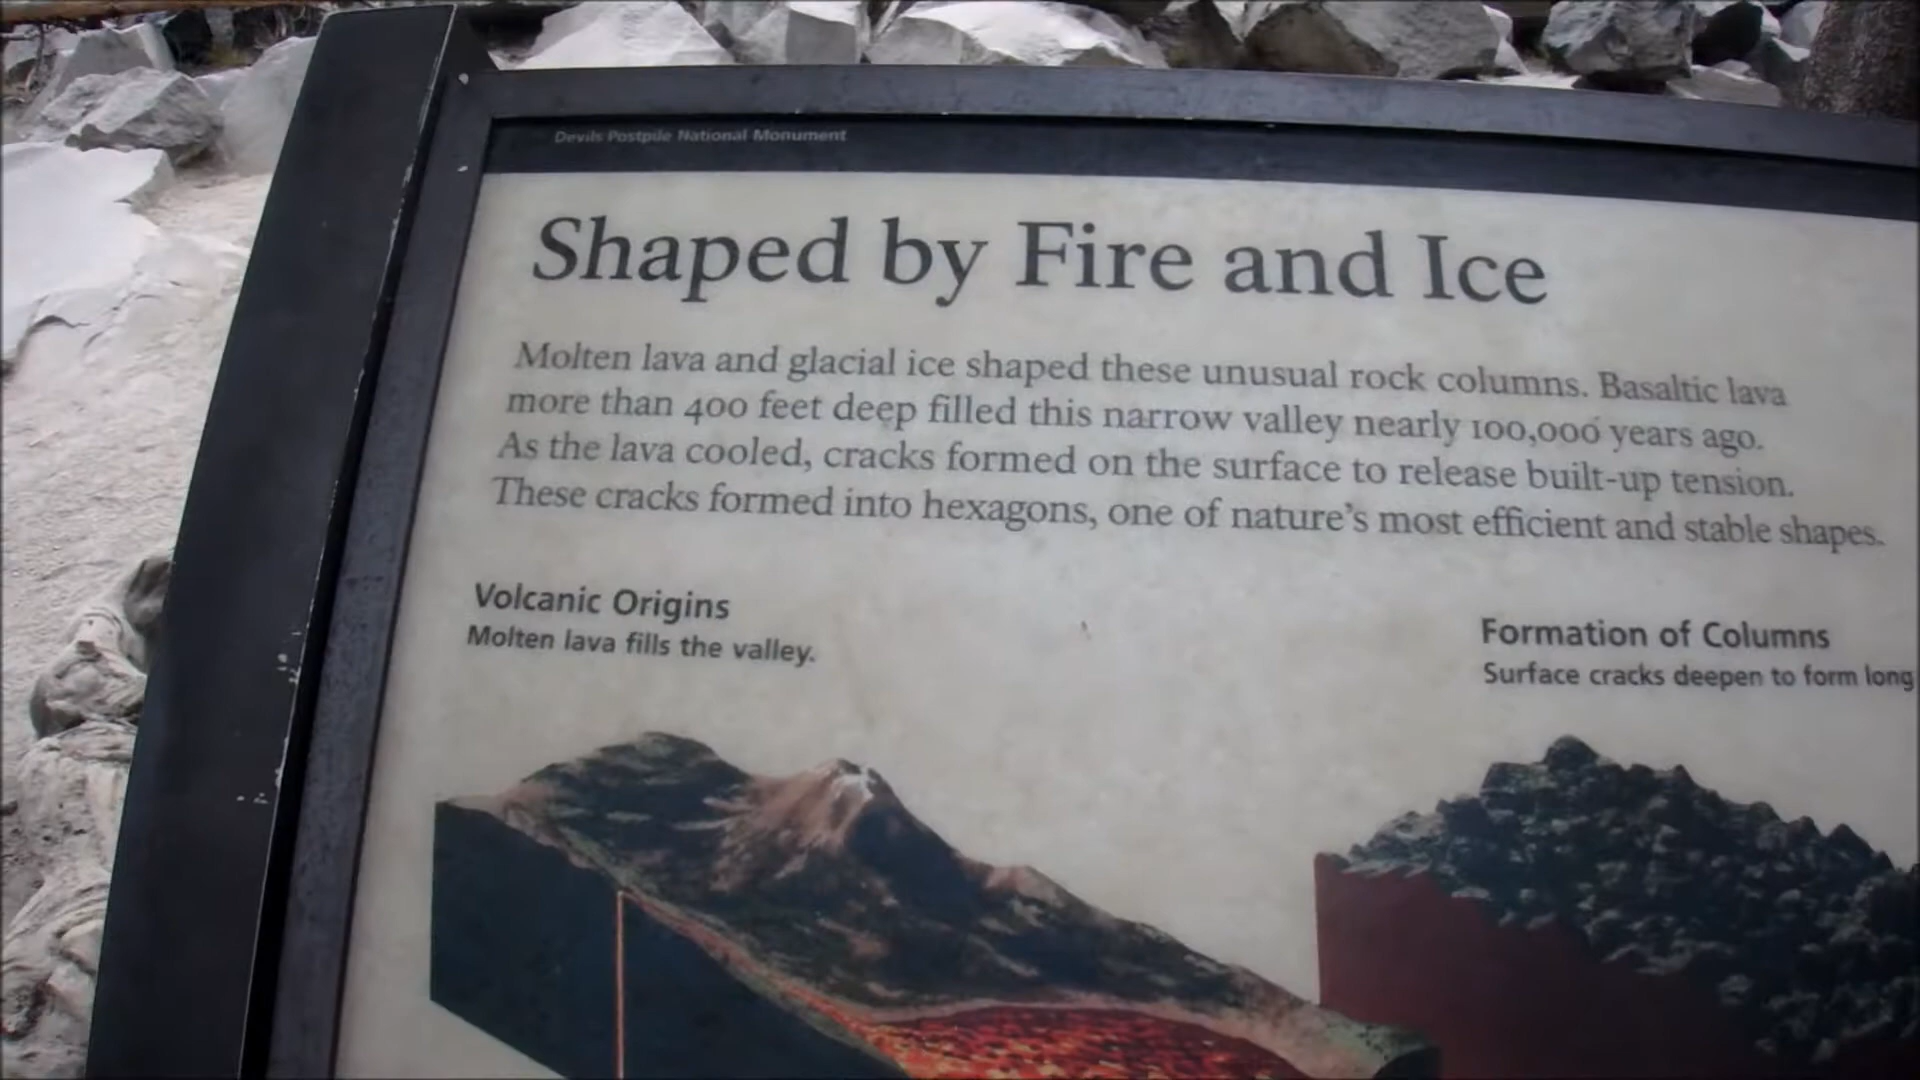 Devils Postpile National Monument
Shaped by Fire and Ice
Molten lava and glacial ice shaped these unusual rock columns. Basaltic lava
more than 400 feet deep filled this narrow valley nearly 100,000 years ago.
As the lava cooled, cracks formed on the surface to release built-up tension.
These cracks formed into hexagons, one of nature's most efficient and stable shapes.
Volcanic Origins
Molten lava fills the valley.
Formation of Columns
Surface cracks deepen to form long